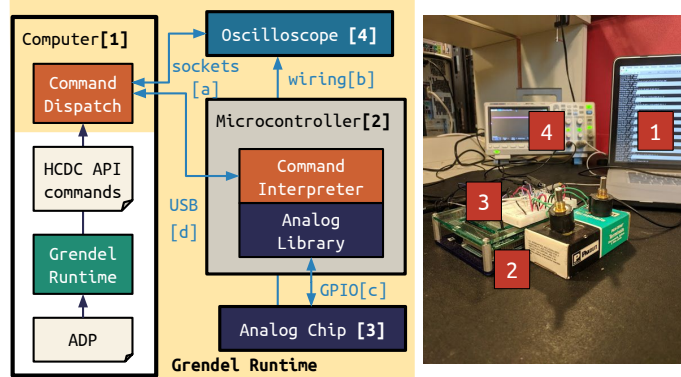 Computer[1]
Command
Dispatch
HCDC API
commands
Grendel
Runtime
ADP
sockets
[a]
Oscilloscope [4]
wiring[b]
Microcontroller[2]
Command
Interpreter
Analog
Library
USB
[d]
GPIO[c]
Analog Chip [3]
Grendel Runtime
4
1
3
2